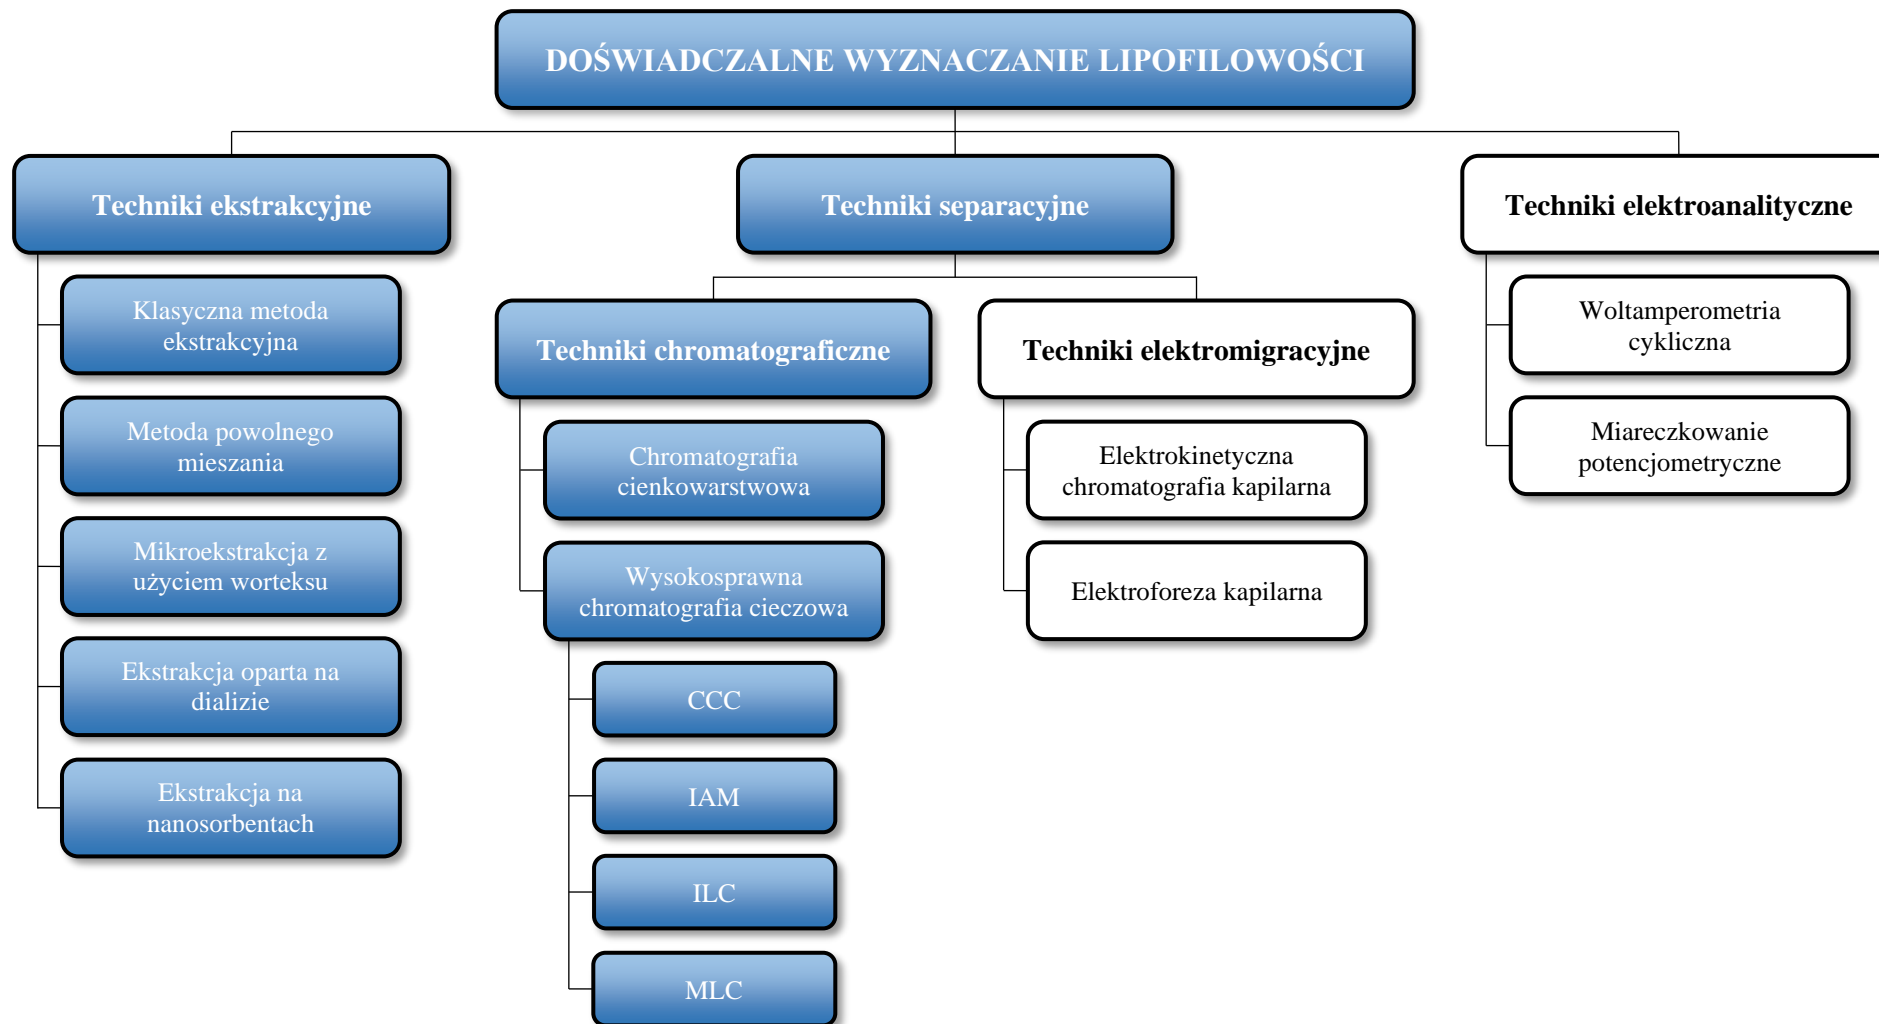 DOŚWIADCZALNE WYZNACZANIE LIPOFILOWOŚCI
Techniki ekstrakcyjne
Klasyczna metoda
ekstrakcyjna
Metoda powolnego
mieszania
Mikroekstrakcja z
użyciem worteksu
Ekstrakcja oparta na
dializie
Ekstrakcja na
nanosorbentach
Techniki separacyjne
Techniki chromatograficzne
Chromatografia
cienkowarstwowa
Wysokosprawna
chromatografia cieczowa
CCC
IAM
ILC
MLC
Techniki elektromigracyjne
Elektrokinetyczna
chromatografia kapilarna
Elektroforeza kapilarna
Techniki elektroanalityczne
Woltamperometria
cykliczna
Miareczkowanie
potencjometryczne